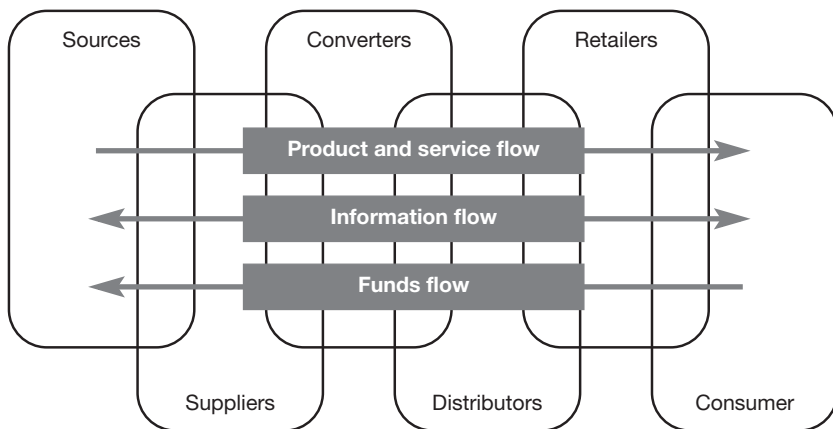 Sources
Converters
Retailers
Product and service flow
Information flow
Funds flow
Suppliers
Distributors
Consumer